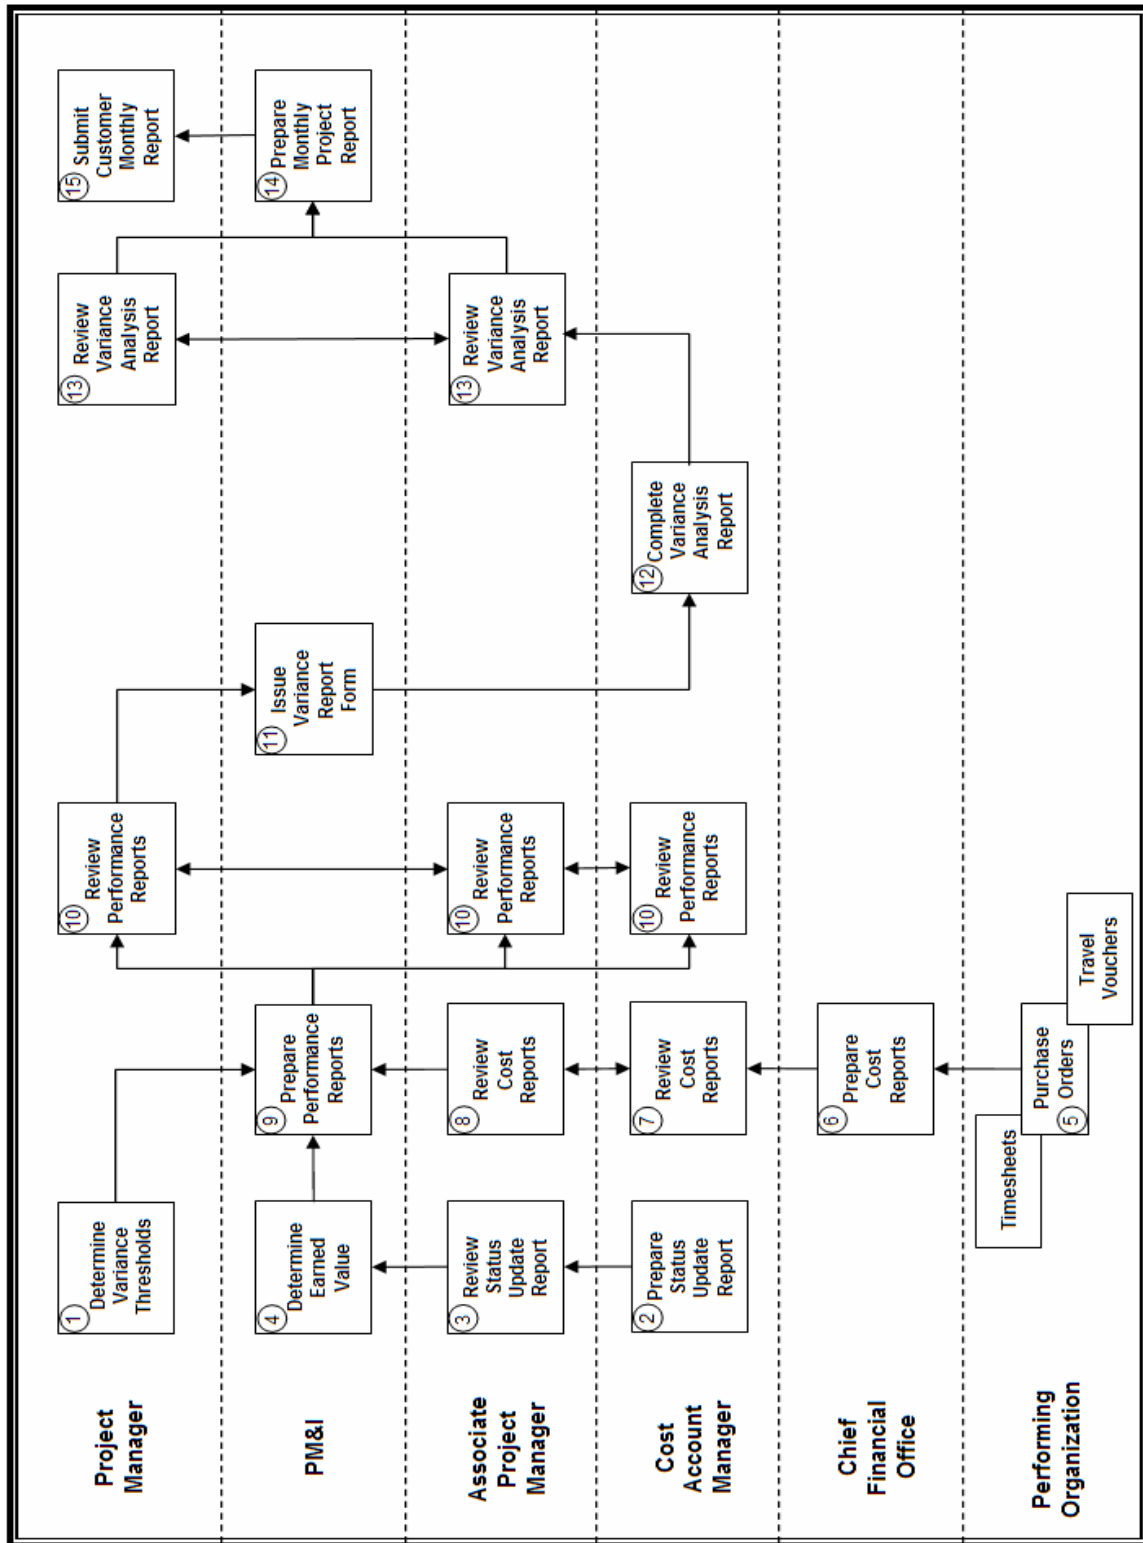 Project
Manager
1
Determine
Variance
Thresholds
10
Review
Performance
Reports
13
Review
Variance
Analysis
Report
15
Submit
Customer
Monthly
Report
PM&I
4
Determine
Earned
Value
9
Prepare
Performance
Reports
11
Issue
Variance
Report
Form
14
Prepare
Monthly
Project
Report
Associate
Project
Manager
3
Review
Status
Update
Report
8
Review
Cost
Reports
10
Review
Performance
Reports
13
Review
Variance
Analysis
Report
Cost
Account
Manager
2
Prepare
Status
Update
Report
7
Review
Cost
Reports
10
Review
Performance
Reports
12
Complete
Variance
Analysis
Report
Chief
Financial
Office
6
Prepare
Cost
Reports
Performing
Organization
Timesheets
5
Purchase
Orders
Travel
Vouchers